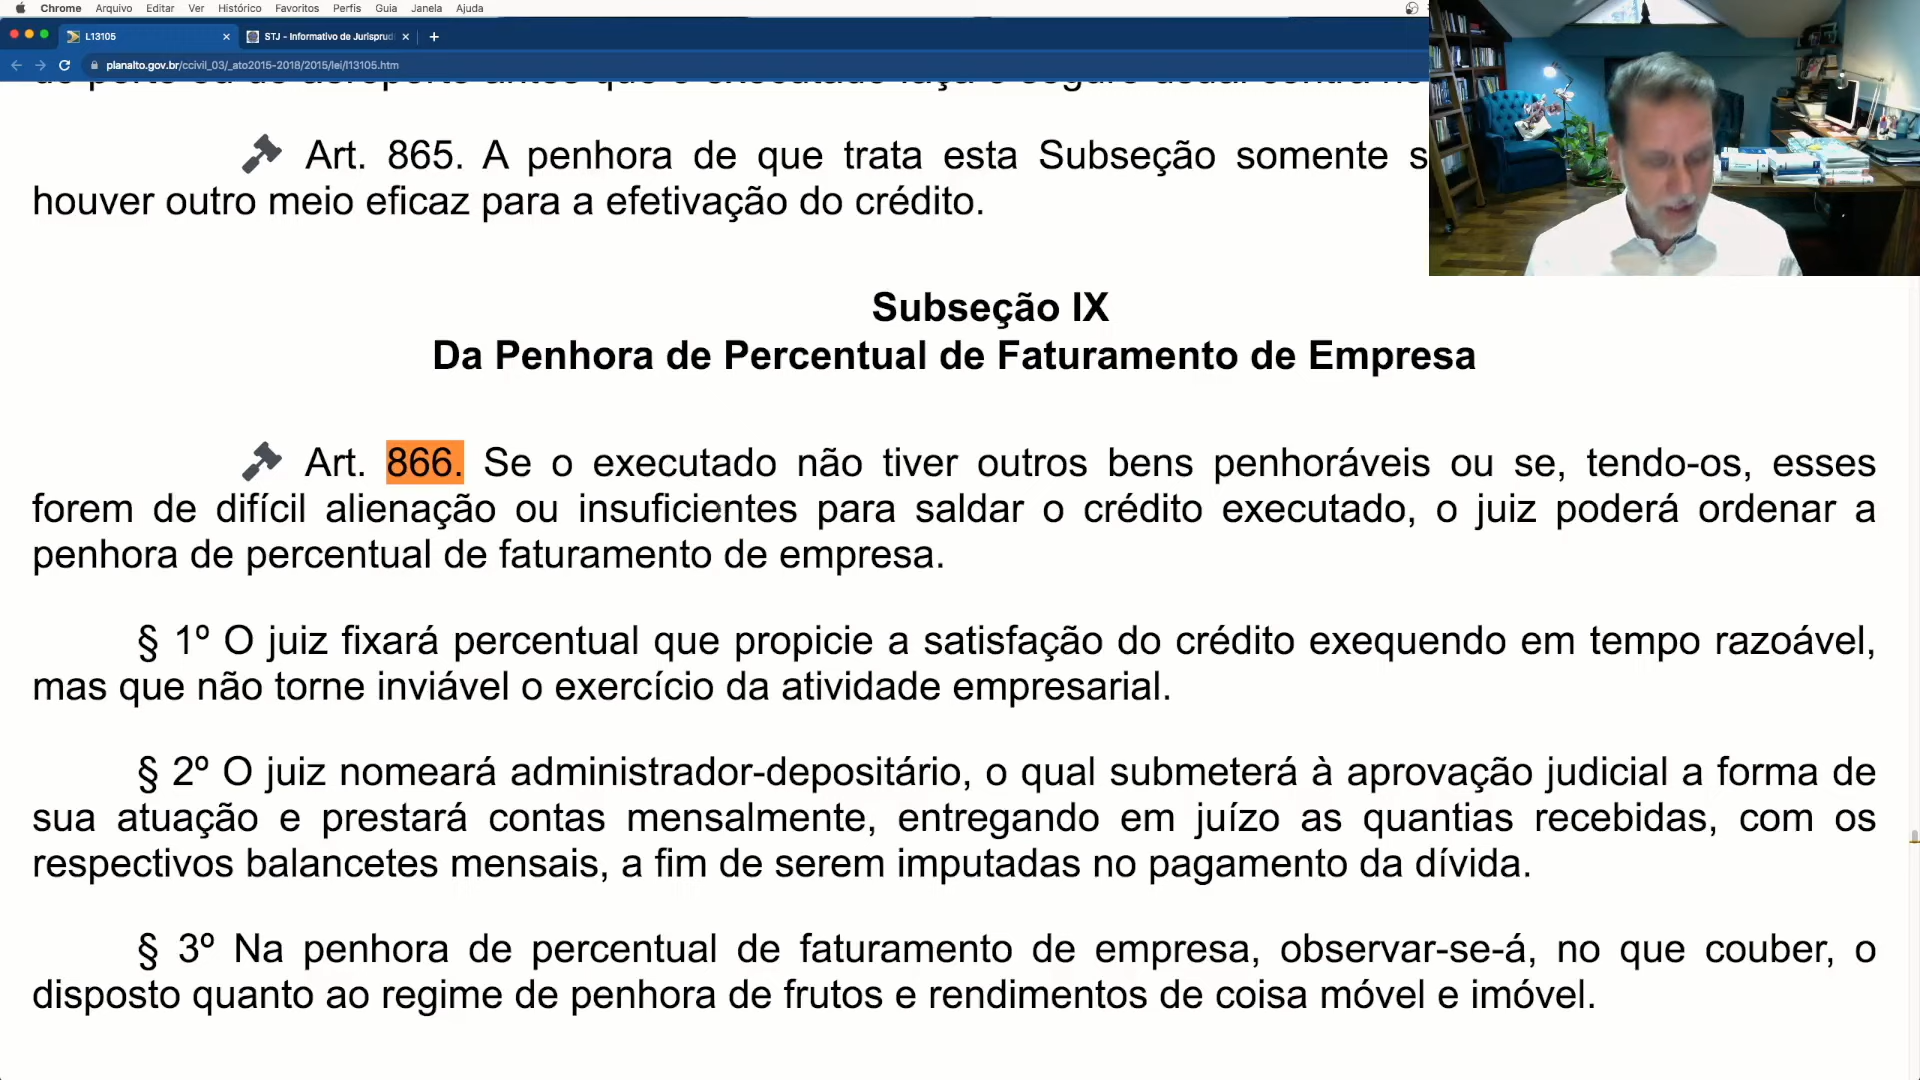 Chrome Arquivo Editar Ver Histórico Favoritos Perfis Guia Janela Ajuda
L13105 STJ - Informativo de Jurisprud
planalto.gov.br/ccivil_03/_ato2015-2018/2015/lei/l13105.htm
Art. 865. A penhora de que trata esta Subseção somente s
houver outro meio eficaz para a efetivação do crédito.
Subseção IX
Da Penhora de Percentual de Faturamento de Empresa
Art. 866. Se o executado não tiver outros bens penhoráveis ou se, tendo-os, esses
forem de difícil alienação ou insuficientes para saldar o crédito executado, o juiz poderá ordenar a
penhora de percentual de faturamento de empresa.
§ 1º O juiz fixará percentual que propicie a satisfação do crédito exequendo em tempo razoável,
mas que não torne inviável o exercício da atividade empresarial.
§ 2º O juiz nomeará administrador-depositário, o qual submeterá à aprovação judicial a forma de
sua atuação e prestará contas mensalmente, entregando em juízo as quantias recebidas, com os
respectivos balancetes mensais, a fim de serem imputadas no pagamento da dívida.
§ 3º Na penhora de percentual de faturamento de empresa, observar-se-á, no que couber, o
disposto quanto ao regime de penhora de frutos e rendimentos de coisa móvel e imóvel.